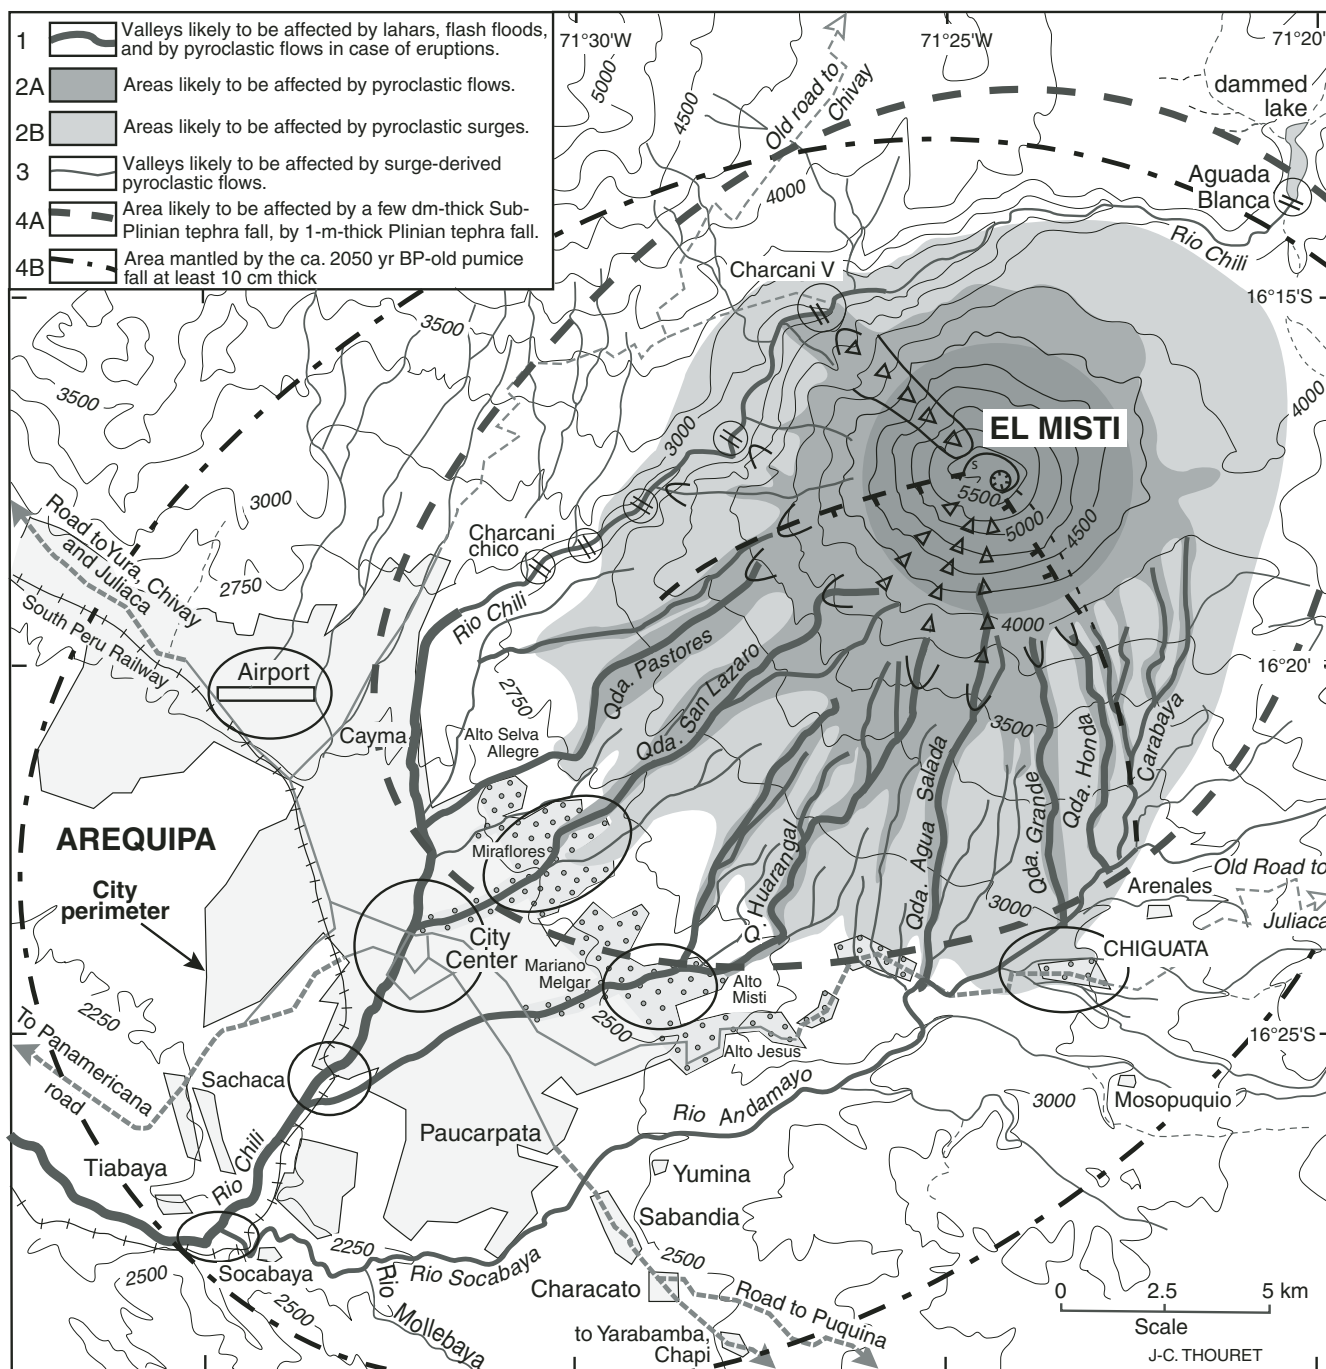 1 Valleys likely to be affected by lahars, flash floods,
and by pyroclastic flows in case of eruptions.
2A Areas likely to be affected by pyroclastic flows.
2B Areas likely to be affected by pyroclastic surges.
3 Valleys likely to be affected by surge-derived
pyroclastic flows.
4A Area likely to be affected by a few dm-thick Sub-
Plinian tephra fall, by 1-m-thick Plinian tephra fall.
4B Area mantled by the ca. 2050 yr BP-old pumice
fall at least 10 cm thick
71°30'W
71°25'W
71°20'
5000
4500
Old road to
Chivay
4000
dammed
lake
Aguada
Blanca
Rio Chili
Charcani V
16°15'S
3500
3500
4000
3000
EL MISTI
s
5500
5000
4500
3000
Charcani
chico
Road to Yura, Chivay
and Juliaca
2750
South Peru Railway
Rio Chili
4000
16°20'
Airport
Qda. Pastores
Qda. San Lazaro
2750
Cayma
Alto Selva
Allegre
3500
Qda. Agua Salada
Qda. Grande
Qda. Honda
Carabaya
AREQUIPA
Miraflores
Q. Huarangal
City
perimeter
Old Road to
Juliaca
Arenales
3000
City
Center
CHIGUATA
Mariano
Melgar
Alto
Misti
2250
2500
16°25'S
To Panamericana
road
Alto Jesus
Sachaca
Rio Andamayo
3000
Mosopuquio
Paucarpata
Tiabaya
Rio Chili
Yumina
Sabandia
2250
2500
2500
Socabaya
Rio Socabaya
Characato
Road to Puquina
2500
Rio Mollebaya
to Yarabamba,
Chapi
0 2.5 5 km
Scale
J-C. THOURET